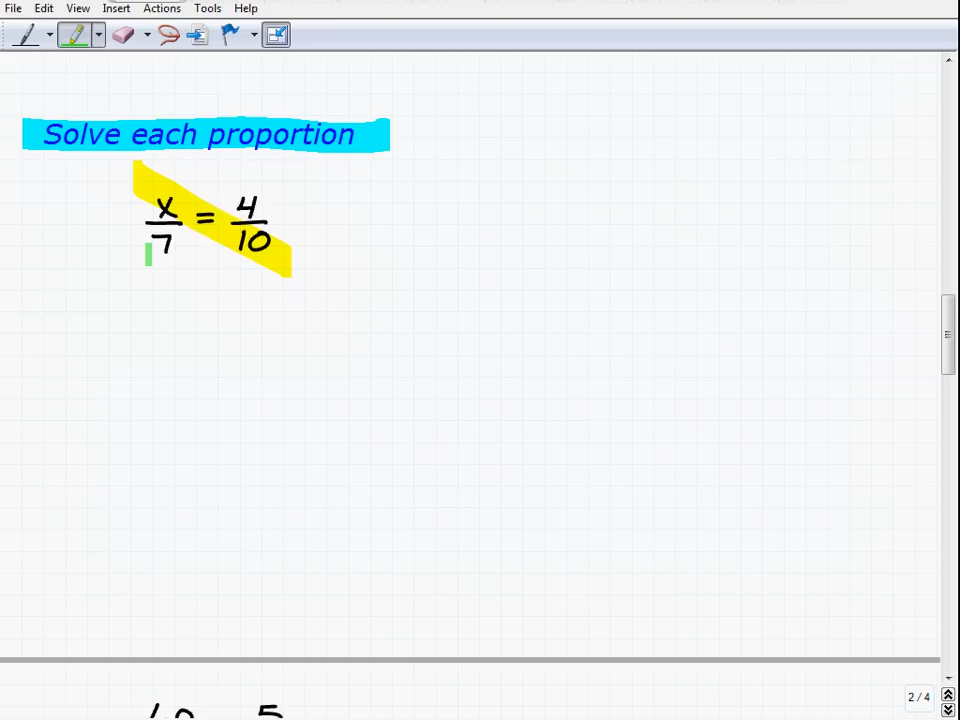 File Edit View Insert Actions Tools Help
Solve each proportion
x/7 = 4/10
2 / 4